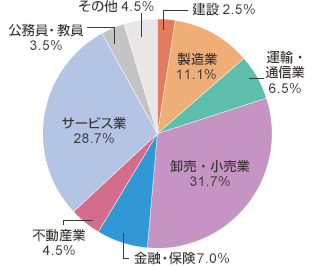 その他 4.5%
建設 2.5%
公務員・教員
3.5%
製造業
11.1%
運輸・
通信業
6.5%
サービス業
28.7%
卸売・小売業
31.7%
不動産業
4.5%
金融・保険7.0%